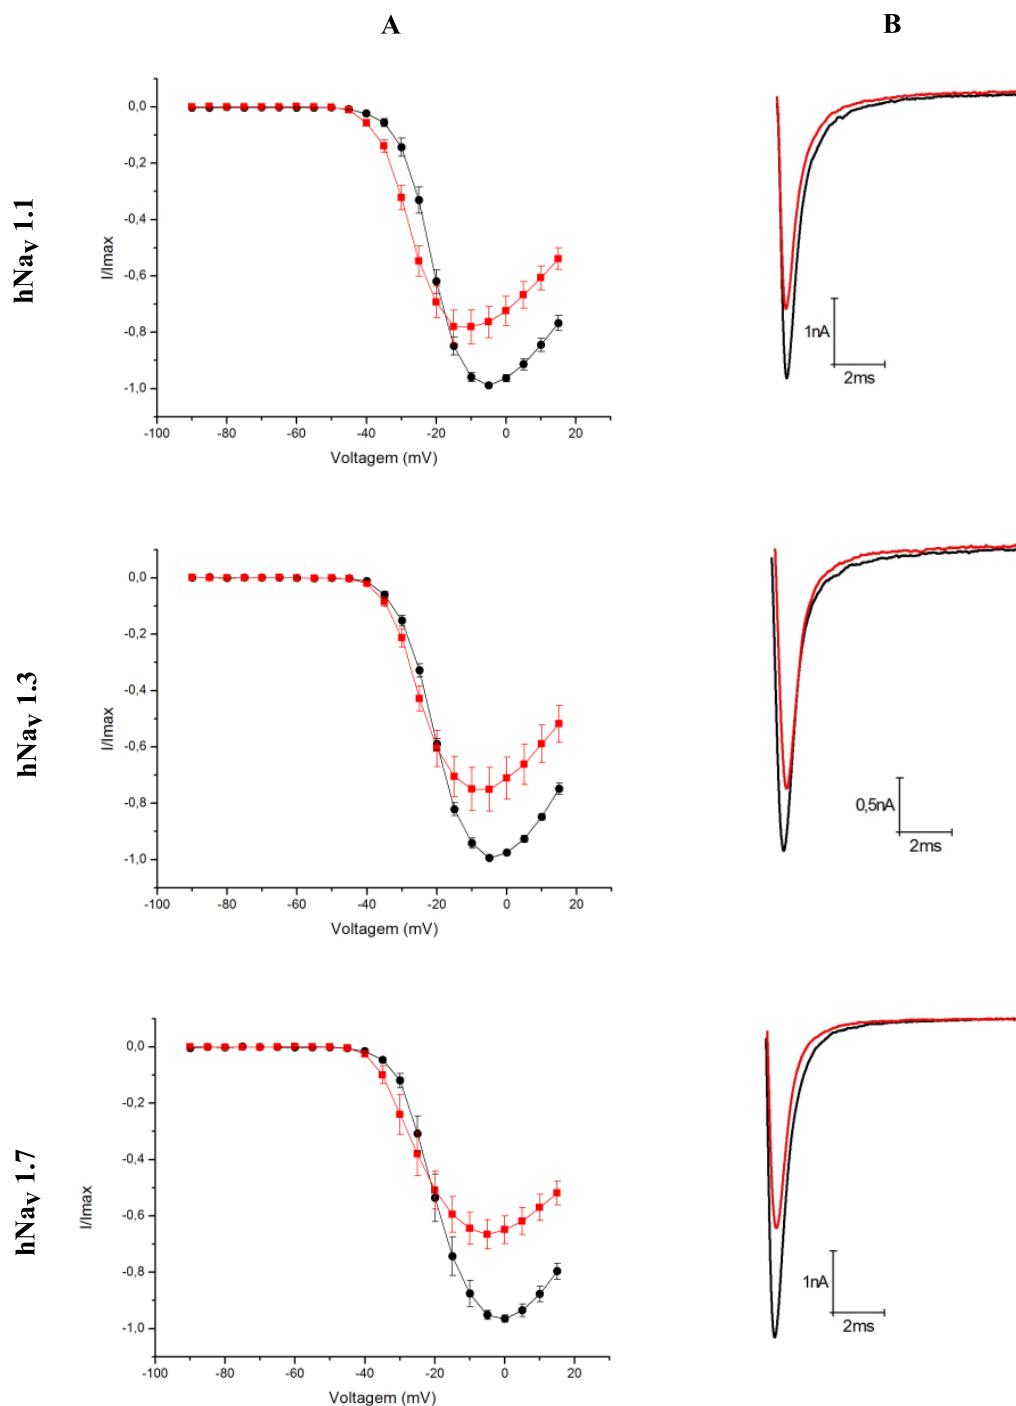 A
B
hNav 1.1
I/Imax
0,0
-0,2
-0,4
-0,6
-0,8
-1,0
-100 -80 -60 -40 -20 0 20
Voltagem (mV)
1nA
2ms
hNav 1.3
I/Imax
0,0
-0,2
-0,4
-0,6
-0,8
-1,0
-100 -80 -60 -40 -20 0 20
Voltagem (mV)
0,5nA
2ms
hNav 1.7
I/Imax
0,0
-0,2
-0,4
-0,6
-0,8
-1,0
-100 -80 -60 -40 -20 0 20
Voltagem (mV)
1nA
2ms